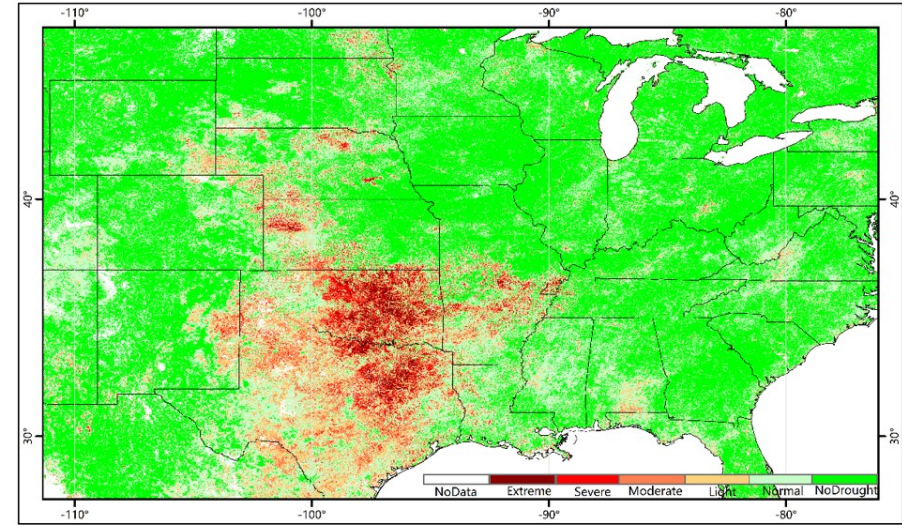 -110° -100° -90° -80°
40° 40°
30° 30°
NoData Extreme Severe Moderate Light Normal NoDrought
-110° -100° -90° -80°